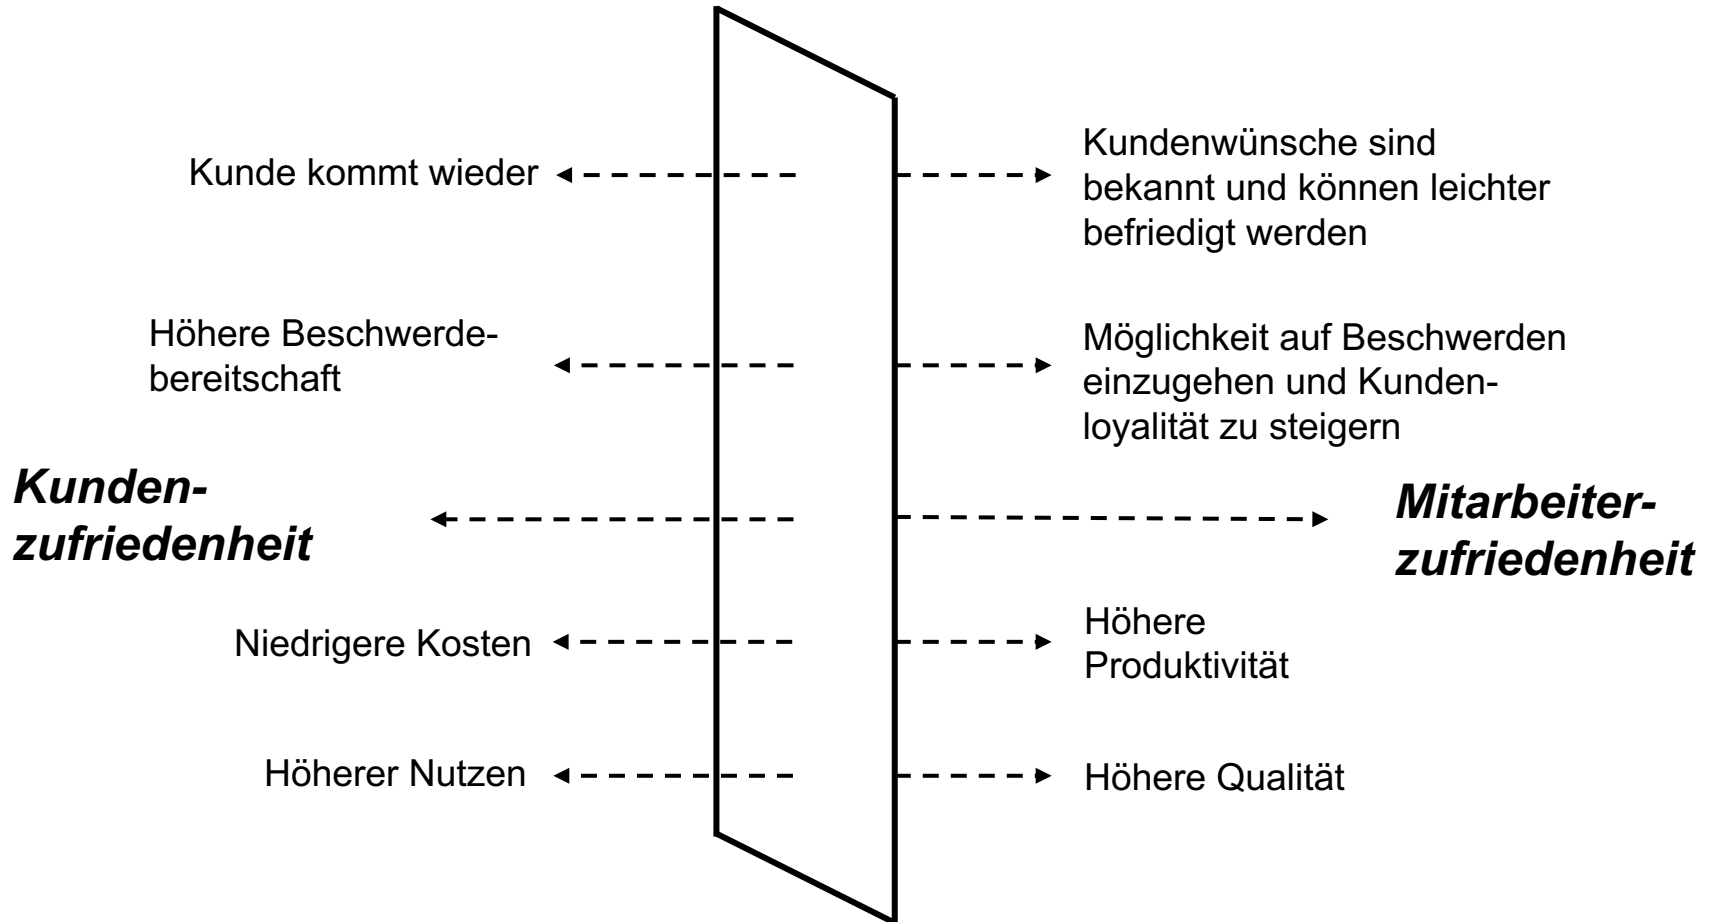 Kunde kommt wieder
Kundenwünsche sind
bekannt und können leichter
befriedigt werden
Höhere Beschwerde-
bereitschaft
Möglichkeit auf Beschwerden
einzugehen und Kunden-
loyalität zu steigern
Kunden-
zufriedenheit
Mitarbeiter-
zufriedenheit
Niedrigere Kosten
Höhere
Produktivität
Höherer Nutzen
Höhere Qualität